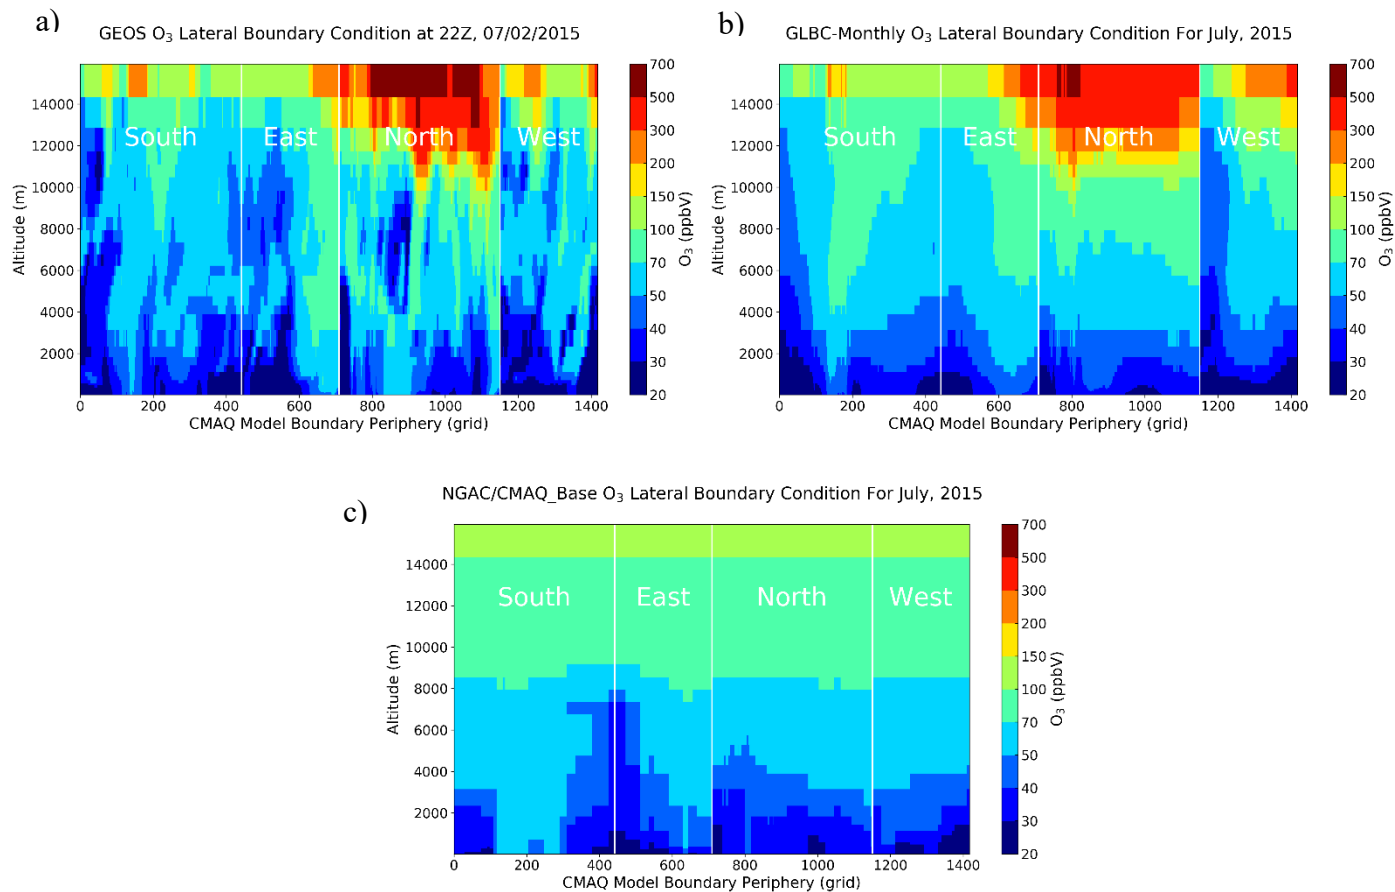 a)
GEOS O3 Lateral Boundary Condition at 22Z, 07/02/2015
South East North West
Altitude (m)
14000
12000
10000
8000
6000
4000
2000
0 200 400 600 800 1000 1200 1400
CMAQ Model Boundary Periphery (grid)
700
500
300
200
150
100
70
50
40
30
20
O3 (ppbV)
b)
GLBC-Monthly O3 Lateral Boundary Condition For July, 2015
South East North West
Altitude (m)
14000
12000
10000
8000
6000
4000
2000
0 200 400 600 800 1000 1200 1400
CMAQ Model Boundary Periphery (grid)
700
500
300
200
150
100
70
50
40
30
20
O3 (ppbV)
c)
NGAC/CMAQ_Base O3 Lateral Boundary Condition For July, 2015
South East North West
Altitude (m)
14000
12000
10000
8000
6000
4000
2000
0 200 400 600 800 1000 1200 1400
CMAQ Model Boundary Periphery (grid)
700
500
300
200
150
100
70
50
40
30
20
O3 (ppbV)